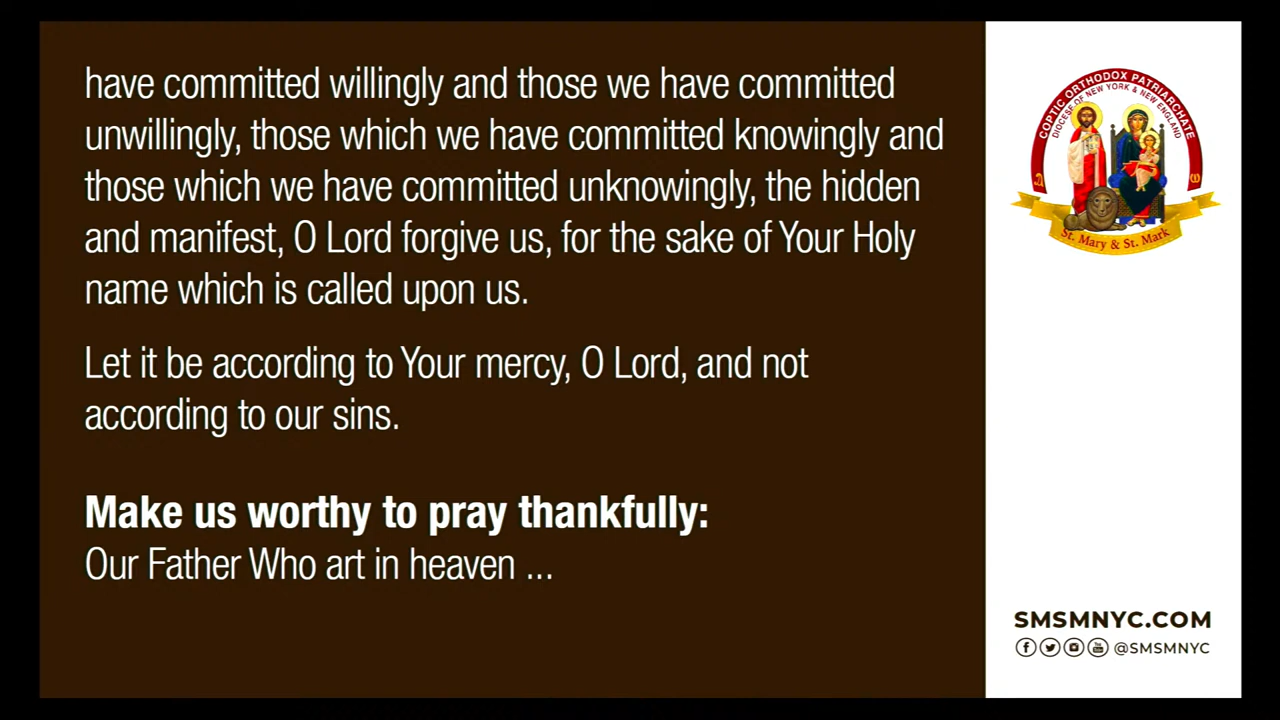 have committed willingly and those we have committed
unwillingly, those which we have committed knowingly and
those which we have committed unknowingly, the hidden
and manifest, O Lord forgive us, for the sake of Your Holy
name which is called upon us.
Let it be according to Your mercy, O Lord, and not
according to our sins.
Make us worthy to pray thankfully:
Our Father Who art in heaven ...
COPTIC ORTHODOX PATRIARCHATE
DIOCESE OF NEW YORK & NEW ENGLAND
St. Mary & St. Mark
SMSMNYC.COM
@SMSMNYC